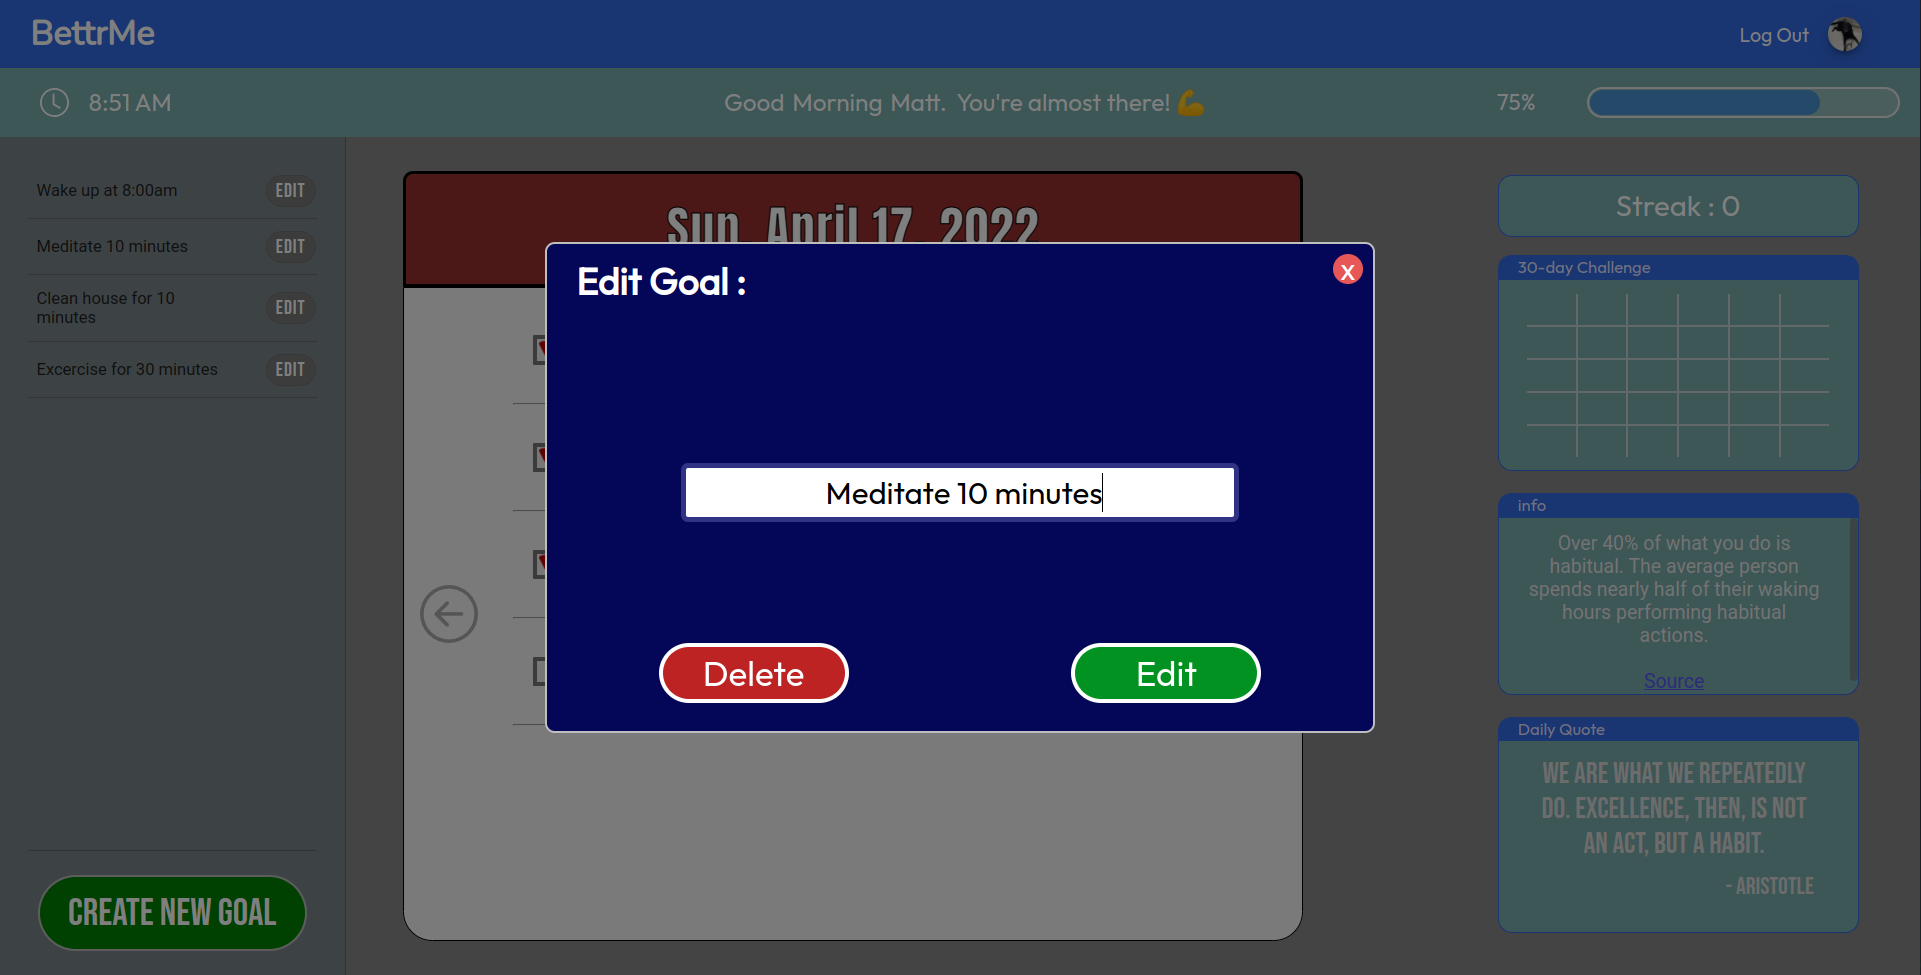 BettrMe
Log Out
8:51 AM
Good Morning Matt. You're almost there! 💪
75%
Wake up at 8:00am
EDIT
Meditate 10 minutes
EDIT
Clean house for 10
minutes
EDIT
Excercise for 30 minutes
EDIT
CREATE NEW GOAL
Sun, April 17, 2022
Edit Goal :
x
Meditate 10 minutes
Delete
Edit
Streak : 0
30-day Challenge
info
Over 40% of what you do is
habitual. The average person
spends nearly half of their waking
hours performing habitual
actions.
Source
Daily Quote
WE ARE WHAT WE REPEATEDLY
DO. EXCELLENCE, THEN, IS NOT
AN ACT, BUT A HABIT.
- ARISTOTLE